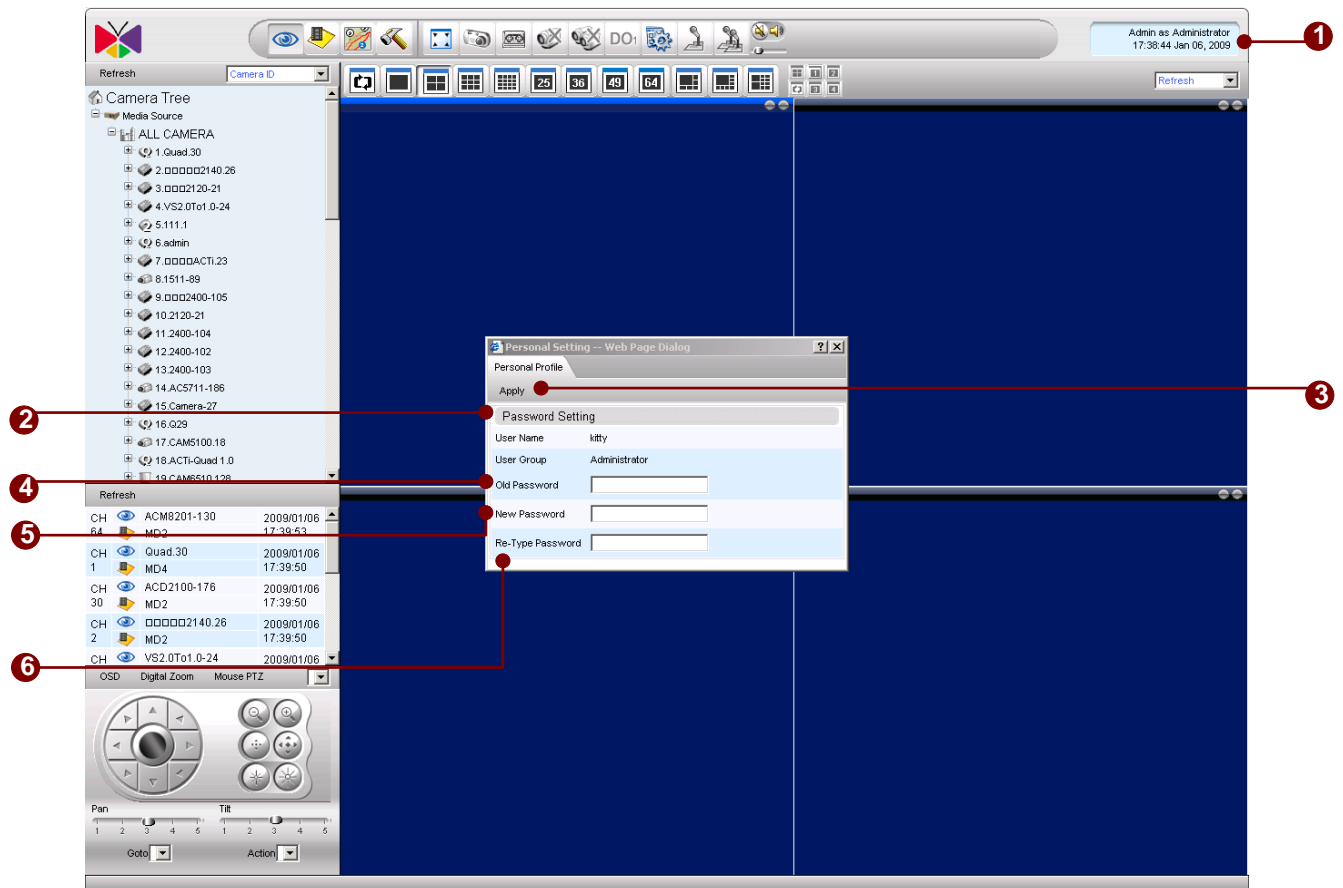 Admin as Administrator
17:38:44 Jan 06, 2009
1
DO1
Refresh
Camera ID
25
36
49
64
1
2
3
4
Refresh
Camera Tree
Media Source
ALL CAMERA
1.Quad.30
2.□□□□□2140.26
3.□□□2120-21
4.VS2.0To1.0-24
5.111.1
6.admin
7.□□□□ACTi.23
8.1511-89
9.□□□2400-105
10.2120-21
11.2400-104
12.2400-102
13.2400-103
14.AC5711-186
15.Camera-27
16.Q29
17.CAM5100.18
18.ACTi-Quad 1.0
19.CAM6510.128
Personal Setting -- Web Page Dialog
Personal Profile
Apply
3
2
Password Setting
User Name kitty
User Group Administrator
4
Old Password
5
New Password
Re-Type Password
6
Refresh
CH 64 ACM8201-130 2009/01/06
MD2 17:39:53
CH 1 Quad.30 2009/01/06
MD4 17:39:50
CH 30 ACD2100-176 2009/01/06
MD2 17:39:50
CH 2 □□□□□2140.26 2009/01/06
MD2 17:39:50
CH VS2.0To1.0-24 2009/01/06
OSD Digital Zoom Mouse PTZ
Pan Tilt
1 2 3 4 5 1 2 3 4 5
Goto Action